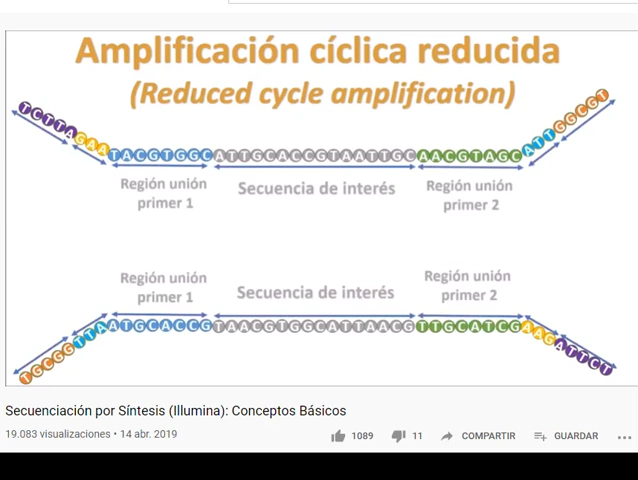 Amplificación cíclica reducida
(Reduced cycle amplification)
TCTTAGAATACGTGGCATTGCACCGTAATTGCAACGTAGCATTGGCGT
Región unión Secuencia de interés Región unión
primer 1 primer 2
Región unión Secuencia de interés Región unión
primer 1 primer 2
TGCGGTTAATGCACCGTAACGTGGCATTAACGTTGCATCGAAGATTCT
Secuenciación por Síntesis (Illumina): Conceptos Básicos
19.083 visualizaciones • 14 abr. 2019 1089 11 COMPARTIR GUARDAR